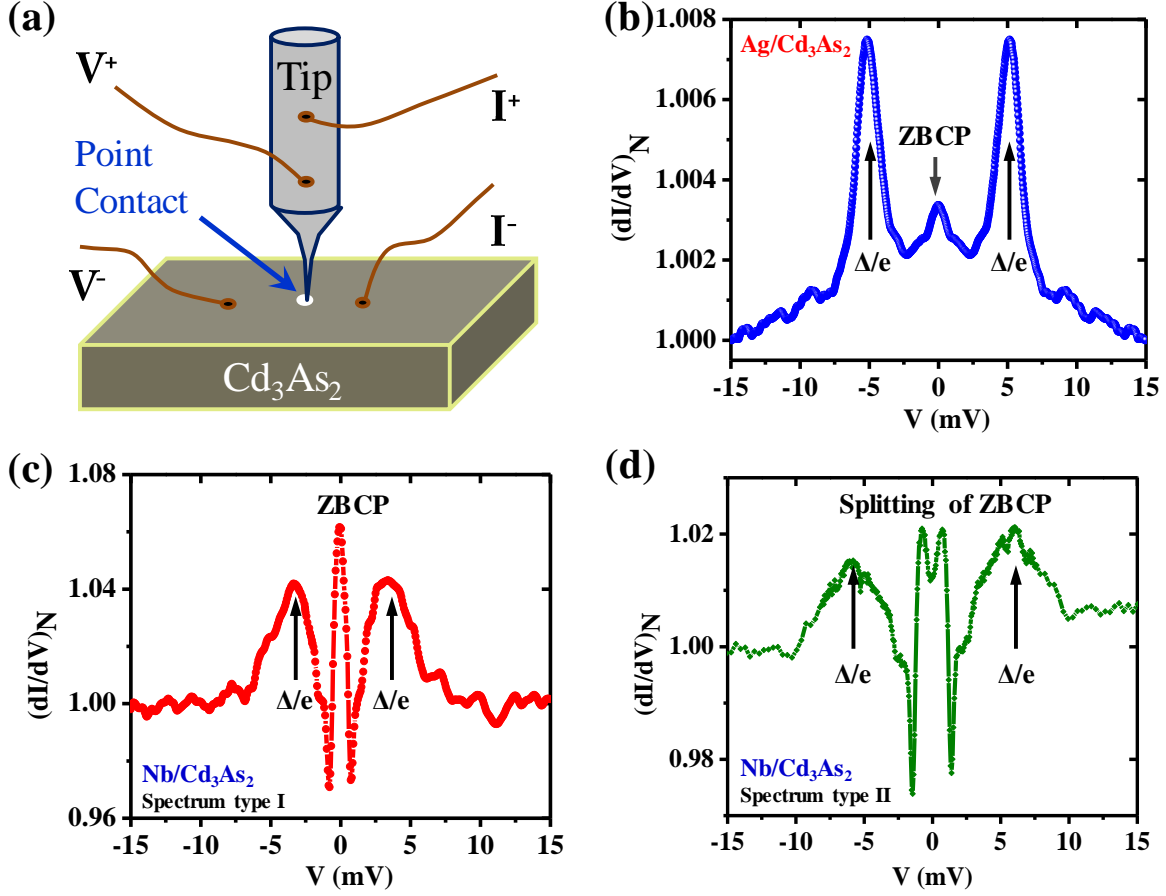 (a)
V⁺
Tip
I⁺
Point
Contact
I⁻
V⁻
Cd₃As₂
(b)
1.008
1.006
1.004
1.002
1.000
(dI/dV)N
Ag/Cd₃As₂
ZBCP
Δ/e
Δ/e
-15 -10 -5 0 5 10 15
V (mV)
(c)
1.08
1.04
1.00
0.96
(dI/dV)N
ZBCP
Δ/e
Δ/e
Nb/Cd₃As₂
Spectrum type I
-15 -10 -5 0 5 10 15
V (mV)
(d)
1.02
1.00
0.98
(dI/dV)N
Splitting of ZBCP
Δ/e
Δ/e
Nb/Cd₃As₂
Spectrum type II
-15 -10 -5 0 5 10 15
V (mV)